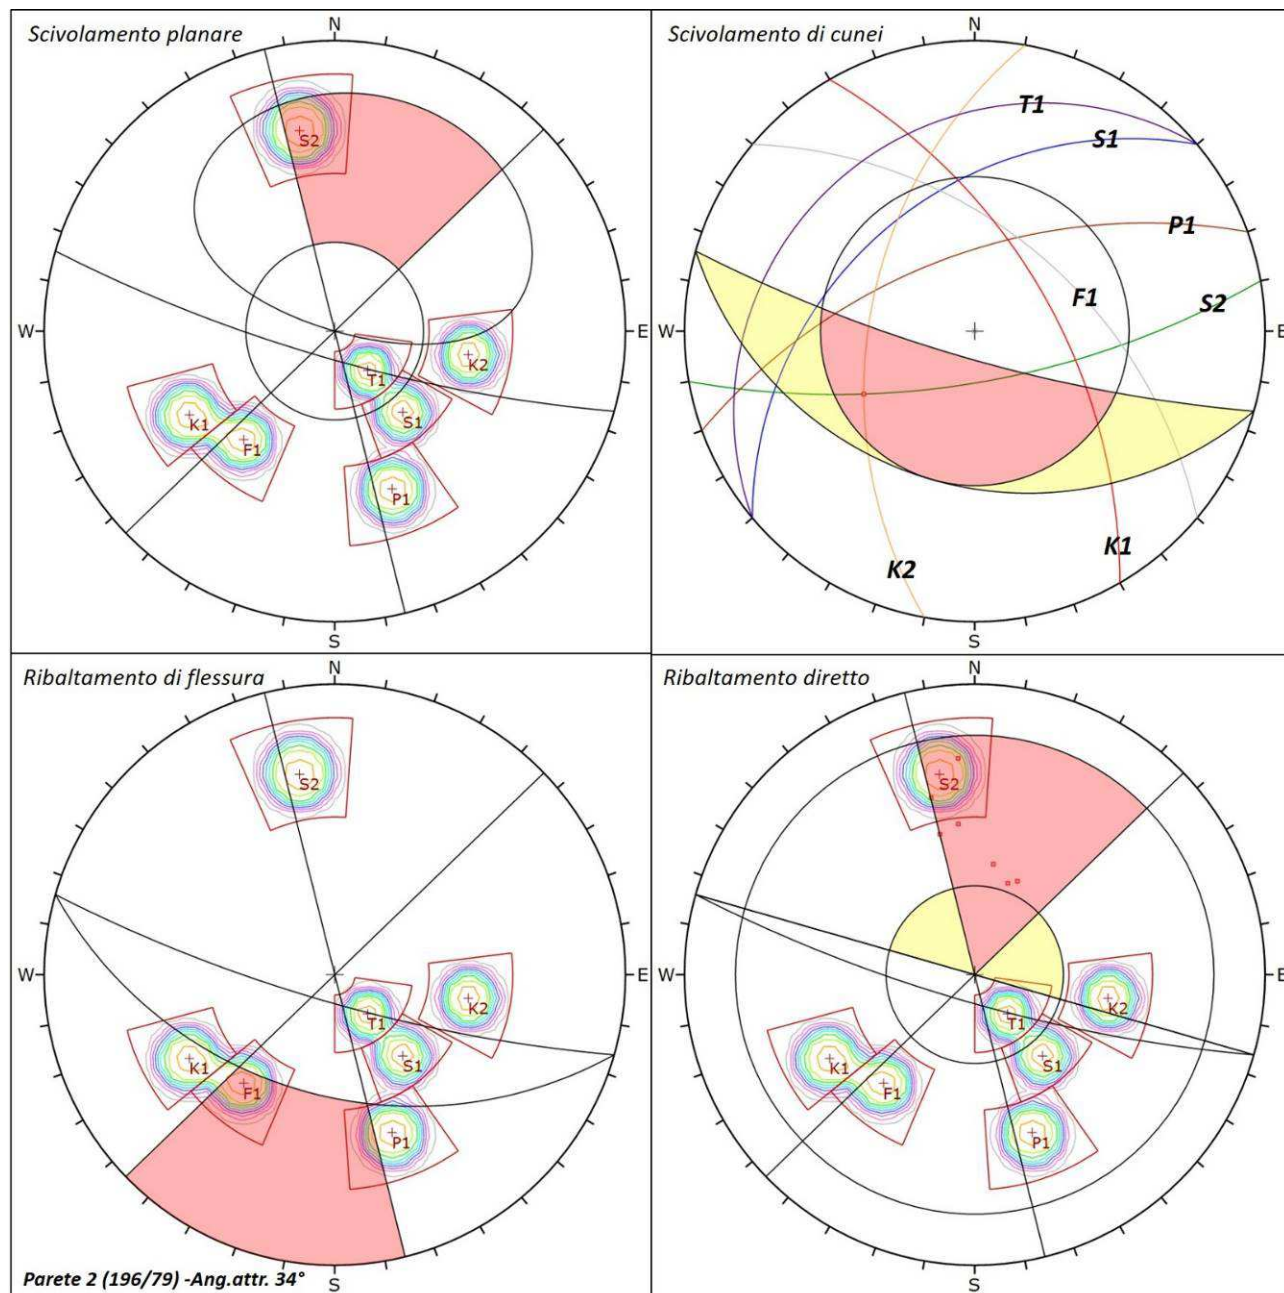 Scivolamento planare
N
S2
W
E
K2
T1
K1
S1
F1
P1
S
Scivolamento di cunei
N
T1
S1
P1
F1
S2
W
E
K1
K2
S
Ribaltamento di flessura
N
S2
W
E
K2
T1
K1
S1
F1
P1
S
Parete 2 (196/79) -Ang.attr. 34°
Ribaltamento diretto
N
S2
W
E
K2
T1
K1
S1
F1
P1
S